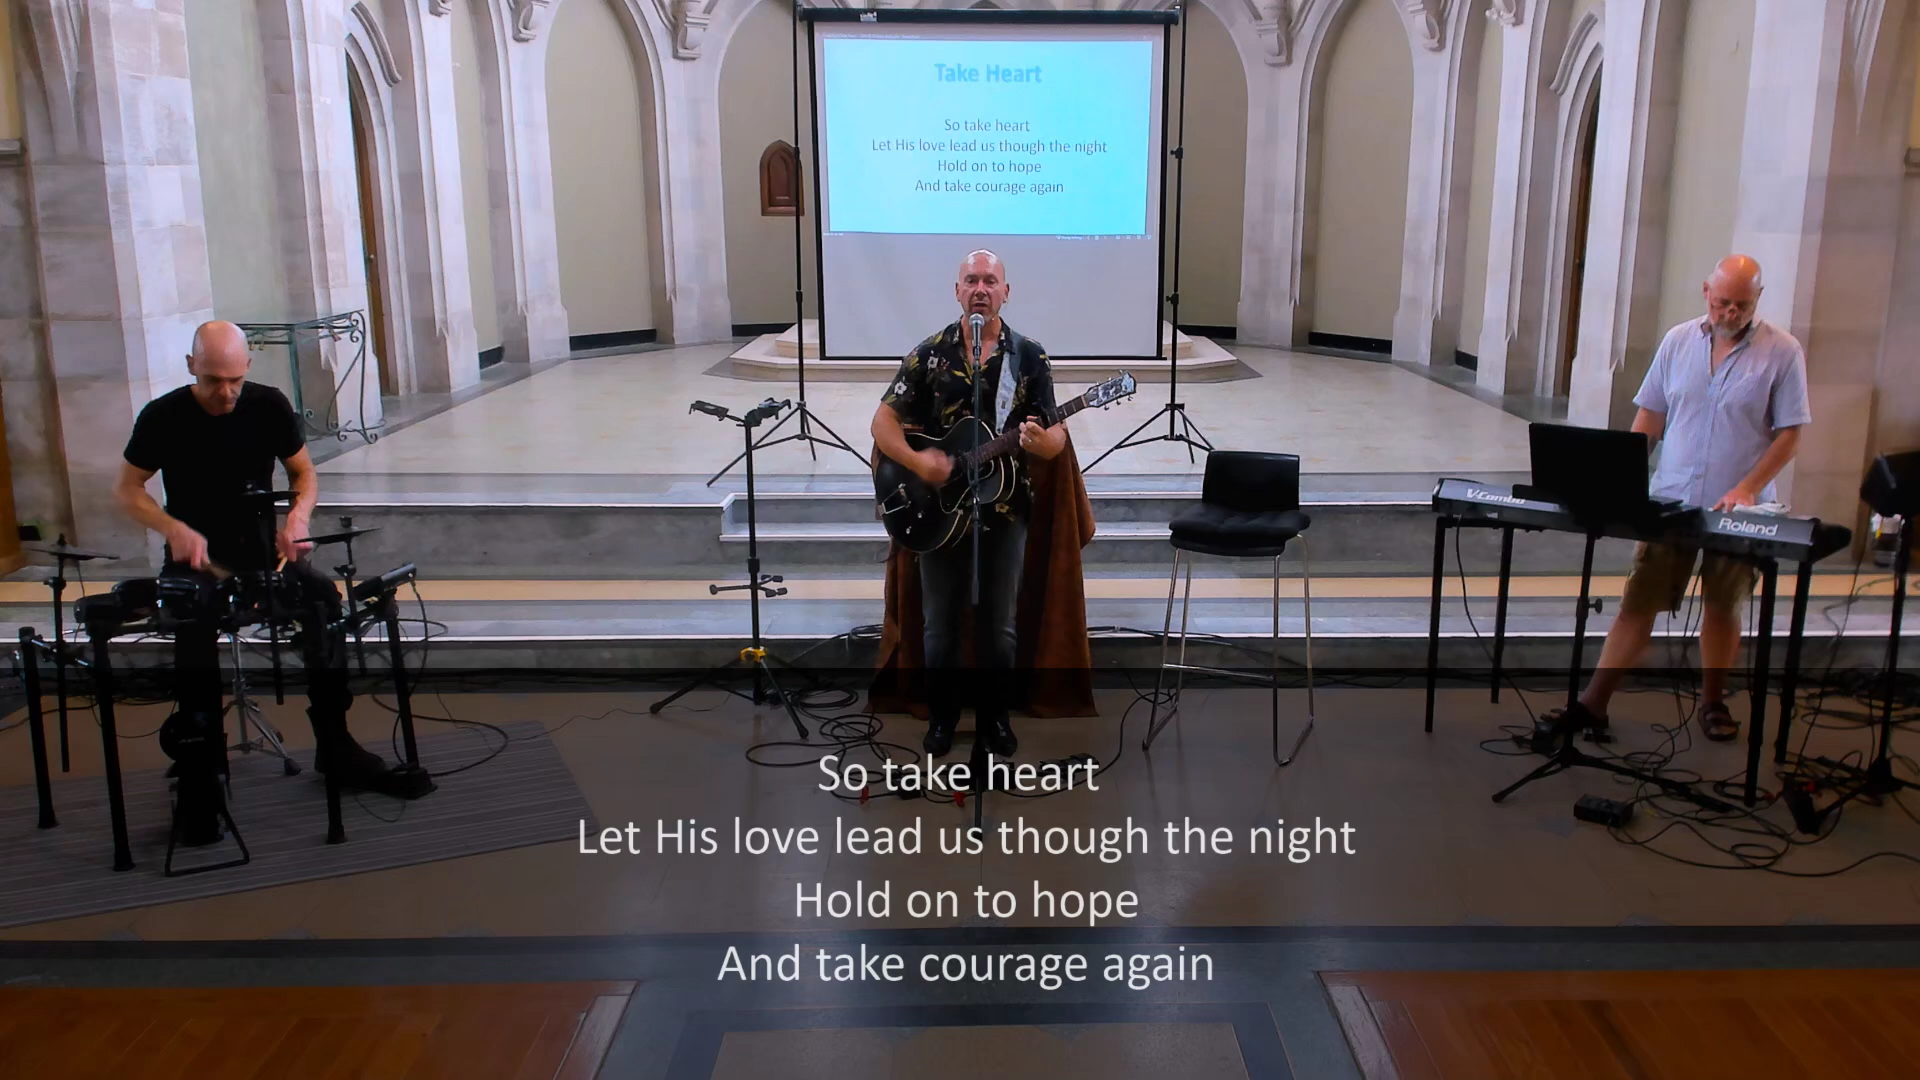 Take Heart
So take heart
Let His love lead us though the night
Hold on to hope
And take courage again
V-Combo
Roland
So take heart
Let His love lead us though the night
Hold on to hope
And take courage again